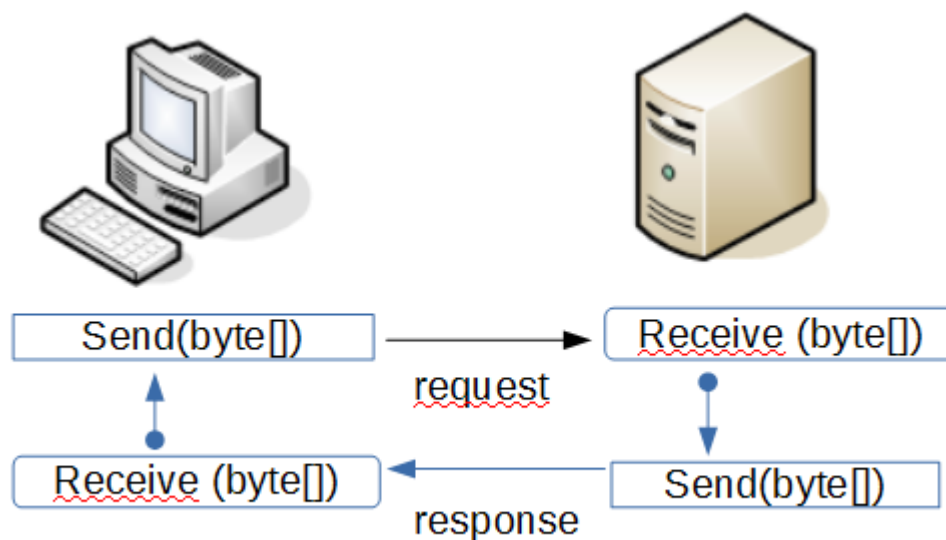 Send(byte[])
Receive (byte[])
request
Receive (byte[])
Send(byte[])
response